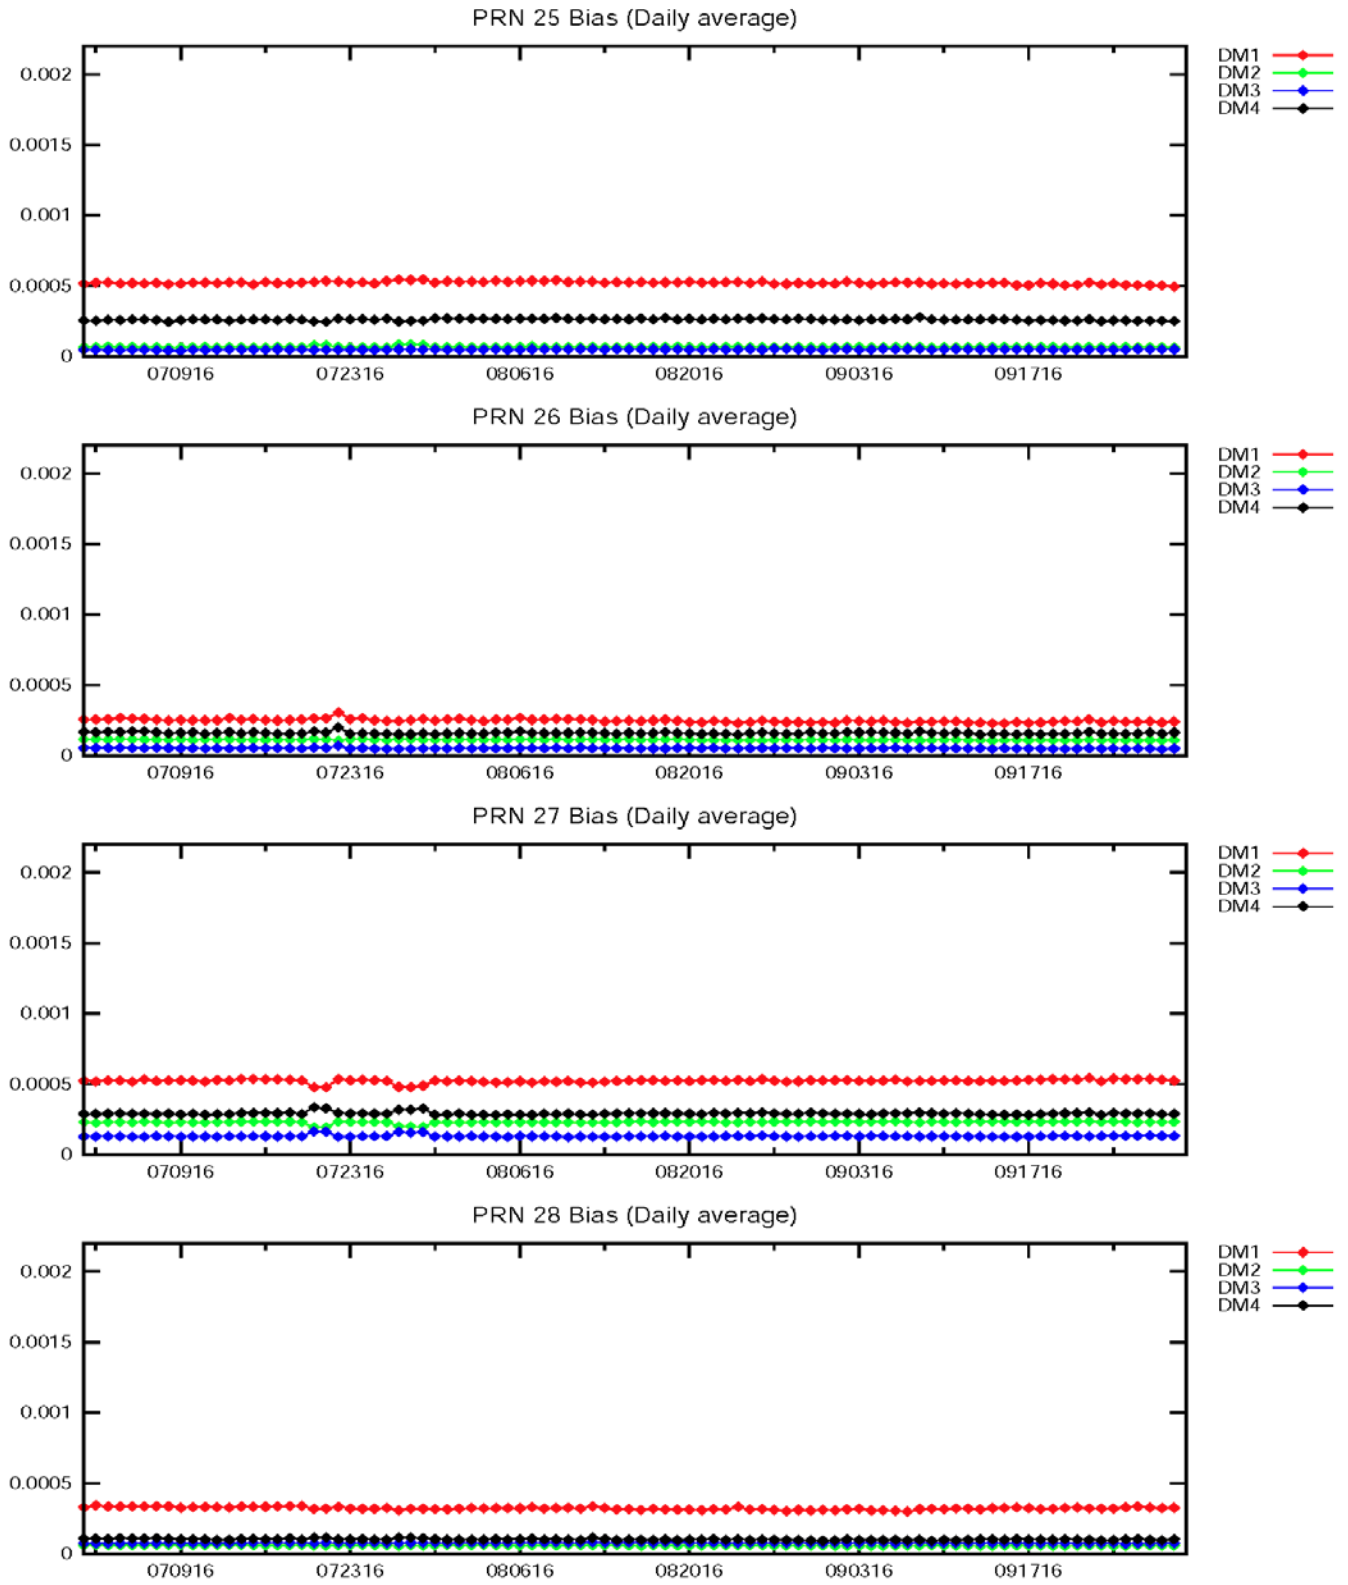 PRN 25 Bias (Daily average)
DM1
DM2
DM3
DM4
0.002
0.0015
0.001
0.0005
0
070916 072316 080616 082016 090316 091716
PRN 26 Bias (Daily average)
DM1
DM2
DM3
DM4
0.002
0.0015
0.001
0.0005
0
070916 072316 080616 082016 090316 091716
PRN 27 Bias (Daily average)
DM1
DM2
DM3
DM4
0.002
0.0015
0.001
0.0005
0
070916 072316 080616 082016 090316 091716
PRN 28 Bias (Daily average)
DM1
DM2
DM3
DM4
0.002
0.0015
0.001
0.0005
0
070916 072316 080616 082016 090316 091716